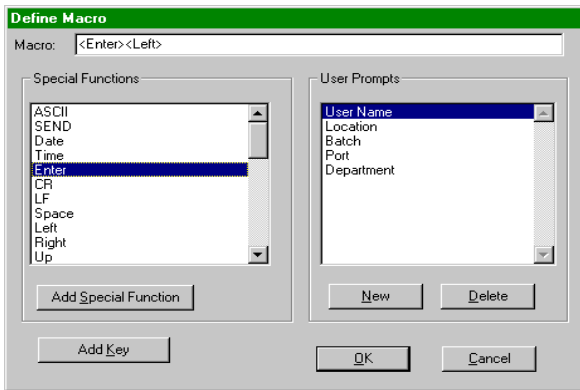 Define Macro
Macro: <Enter><Left>
Special Functions
ASCII
SEND
Date
Time
Enter
CR
LF
Space
Left
Right
Up
Add Special Function
Add Key
User Prompts
User Name
Location
Batch
Port
Department
New Delete
OK Cancel